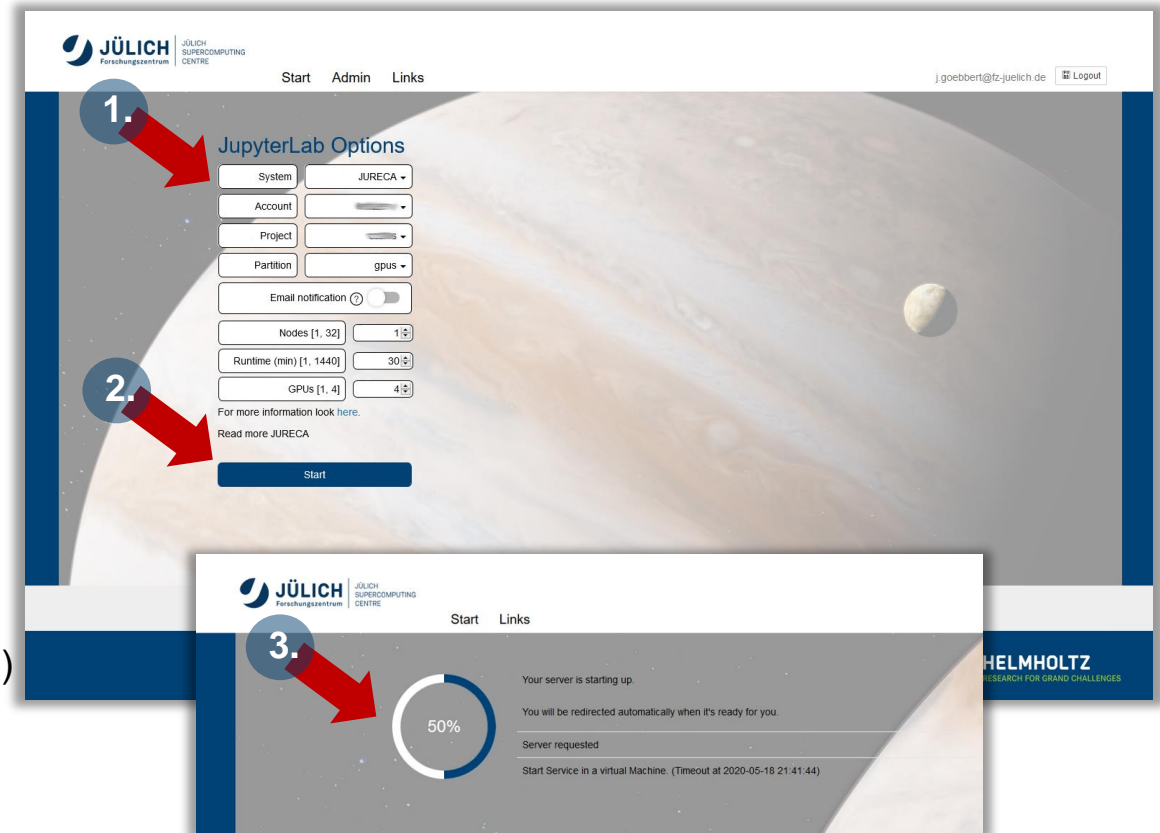 JÜLICH
Forschungszentrum
JÜLICH
SUPERCOMPUTING
CENTRE
Start Admin Links
j.goebbert@fz-juelich.de Logout
1.
JupyterLab Options
System JURECA
Account
Project
Partition gpus
Email notification ?
Nodes [1, 32] 1
Runtime (min) [1, 1440] 30
2.
GPUs [1, 4] 4
For more information look here.
Read more JURECA
Start
JÜLICH
Forschungszentrum
JÜLICH
SUPERCOMPUTING
CENTRE
Start Links
3.
)
HELMHOLTZ
RESEARCH FOR GRAND CHALLENGES
50%
Your server is starting up.
You will be redirected automatically when it's ready for you.
Server requested
Start Service in a virtual Machine. (Timeout at 2020-05-18 21:41:44)